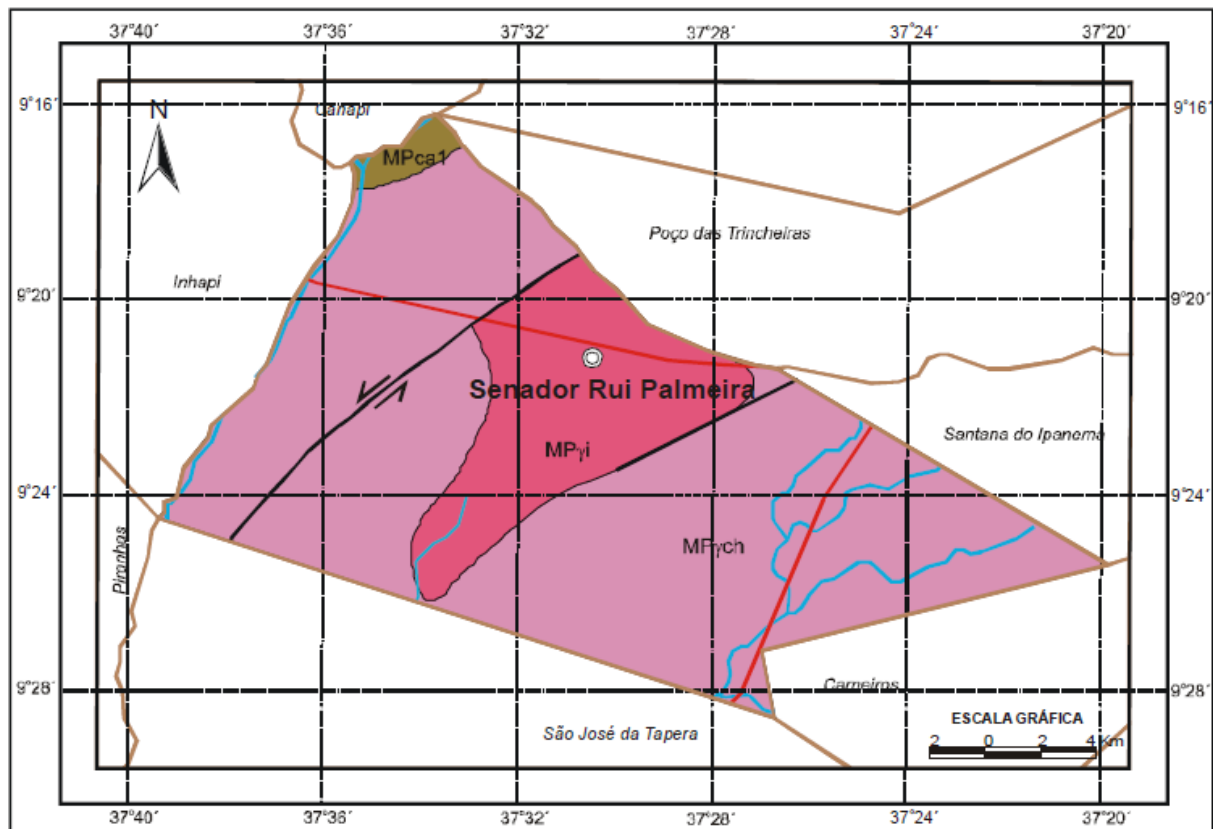 37°40´ 37°36´ 37°32´ 37°28´ 37°24´ 37°20´
9°16´ N Canapi 9°16´
MPca1
Poço das Trincheiras
Inhapi
9°20´ 9°20´
Senador Rui Palmeira
Santana do Ipanema
MPγi
9°24´ 9°24´
MPγch
Piranhas
9°28´ Carneiros 9°28´
São José da Tapera
ESCALA GRÁFICA
2 0 2 4 Km
37°40´ 37°36´ 37°32´ 37°28´ 37°24´ 37°20´